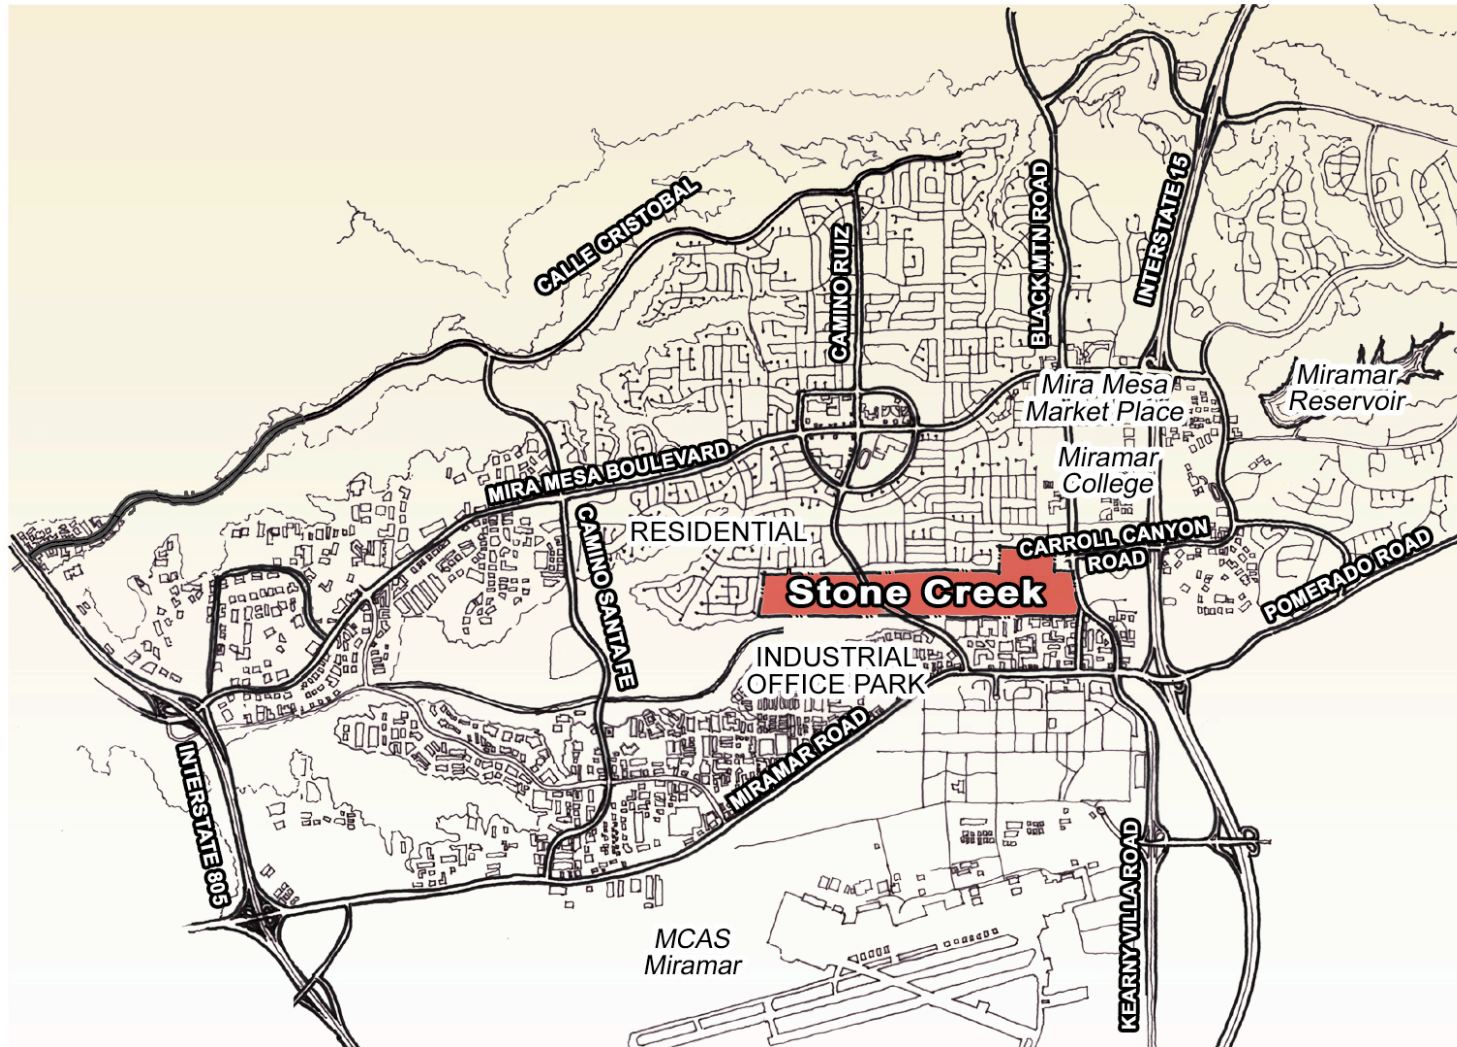 CALLE CRISTOBAL
CAMINO RUIZ
BLACK MTN ROAD
INTERSTATE 15
Mira Mesa
Market Place
Miramar
Reservoir
MIRA MESA BOULEVARD
Miramar
College
RESIDENTIAL
CAMINO SANTA FE
CARROLL CANYON
ROAD
POMERADO ROAD
Stone Creek
INDUSTRIAL
OFFICE PARK
MIRAMAR ROAD
INTERSTATE 805
KEARNY VILLA ROAD
MCAS
Miramar